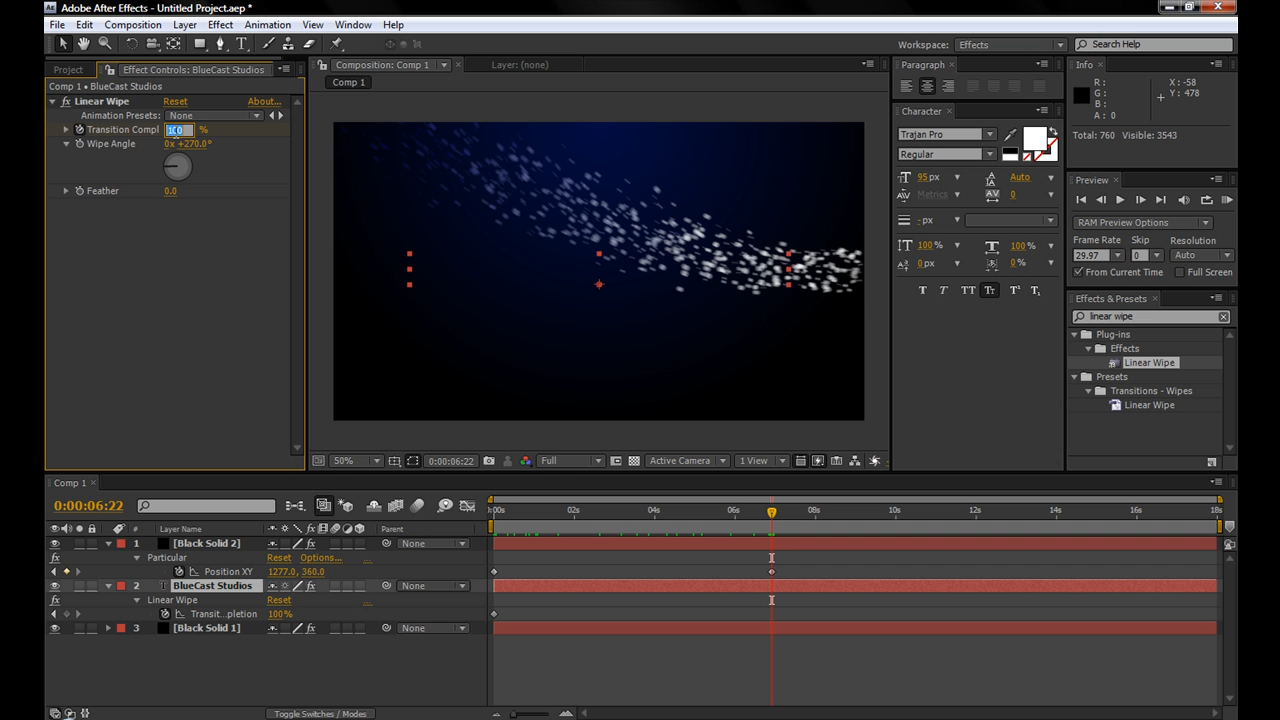 Adobe After Effects - Untitled Project.aep *
File Edit Composition Layer Effect Animation View Window Help
Workspace: Effects Search Help
Project Effect Controls: BlueCast Studios
Comp 1 • BlueCast Studios
Linear Wipe Reset About...
Animation Presets: None
Transition Compl 100 %
Wipe Angle 0x +270.0°
Feather 0.0
Composition: Comp 1 Layer: (none)
Comp 1
50% 0:00:06:22 Full Active Camera 1 View
Paragraph
Character
Trajan Pro
Regular
95 px Auto
Metrics 0
- px
100 % 100 %
0 px 0 %
T T TT Tт T¹ T₁
Info
R : X : -58
G : Y : 478
B :
A : 0
Total: 760 Visible: 3543
Preview
RAM Preview Options
Frame Rate Skip Resolution
29.97 0 Auto
From Current Time Full Screen
Effects & Presets
linear wipe
Plug-ins
Effects
Linear Wipe
Presets
Transitions - Wipes
Linear Wipe
Comp 1
0:00:06:22
:00s 02s 04s 06s 08s 10s 12s 14s 16s 18s
# Layer Name Parent
1 [Black Solid 2] None
Particular Reset Options... ...
Position XY 1277.0, 360.0
2 BlueCast Studios None
Linear Wipe Reset ...
Transit...pletion 100%
3 [Black Solid 1] None
Toggle Switches / Modes